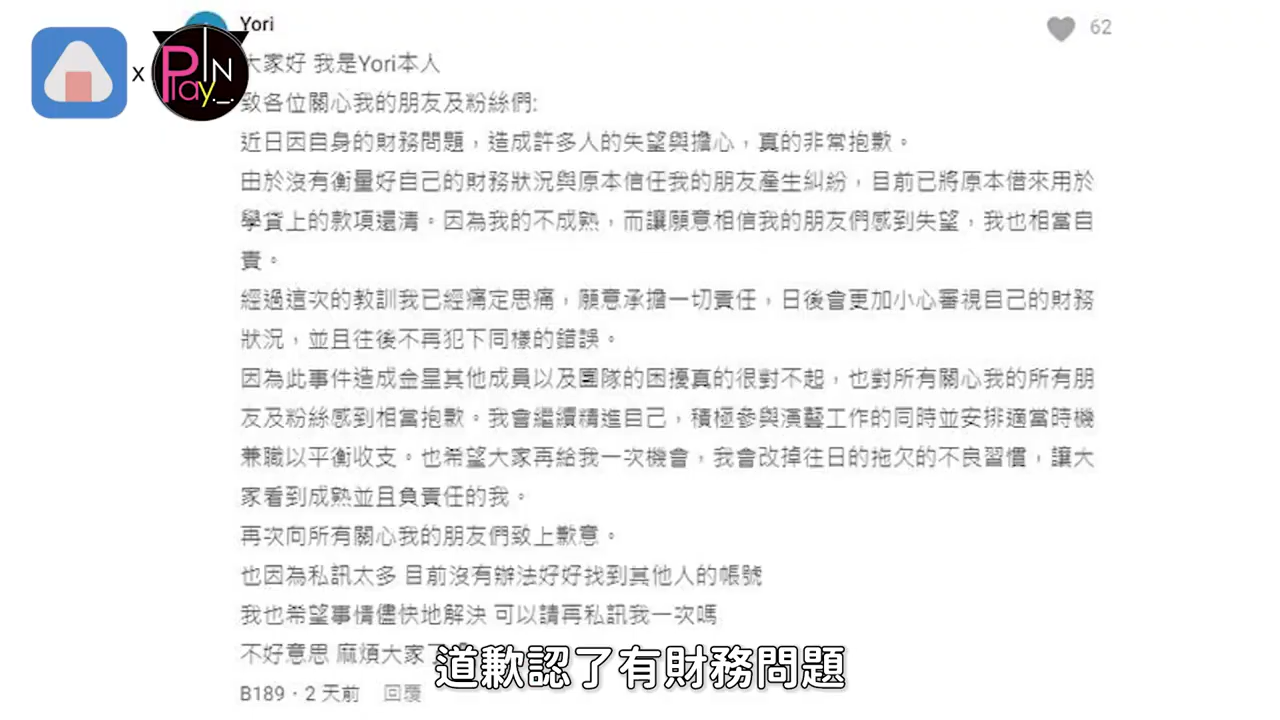 Yori
62
x
PLAY IN
大家好 我是Yori本人
致各位關心我的朋友及粉絲們:
近日因自身的財務問題，造成許多人的失望與擔心，真的非常抱歉。
由於沒有衡量好自己的財務狀況與原本信任我的朋友產生糾紛，目前已將原本借來用於
學貸上的款項還清。因為我的不成熟，而讓願意相信我的朋友們感到失望，我也相當自
責。
經過這次的教訓我已經痛定思痛，願意承擔一切責任，日後會更加小心審視自己的財務
狀況，並且往後不再犯下同樣的錯誤。
因為此事件造成金星其他成員以及團隊的困擾真的很對不起，也對所有關心我的所有朋
友及粉絲感到相當抱歉。我會繼續精進自己，積極參與演藝工作的同時並安排適當時機
兼職以平衡收支。也希望大家再給我一次機會，我會改掉往日的拖欠的不良習慣，讓大
家看到成熟並且負責任的我。
再次向所有關心我的朋友們致上歉意。
也因為私訊太多 目前沒有辦法好好找到其他人的帳號
我也希望事情儘快地解決 可以請再私訊我一次嗎
不好意思 麻煩大家了
道歉認了有財務問題
B189・2 天前 回覆